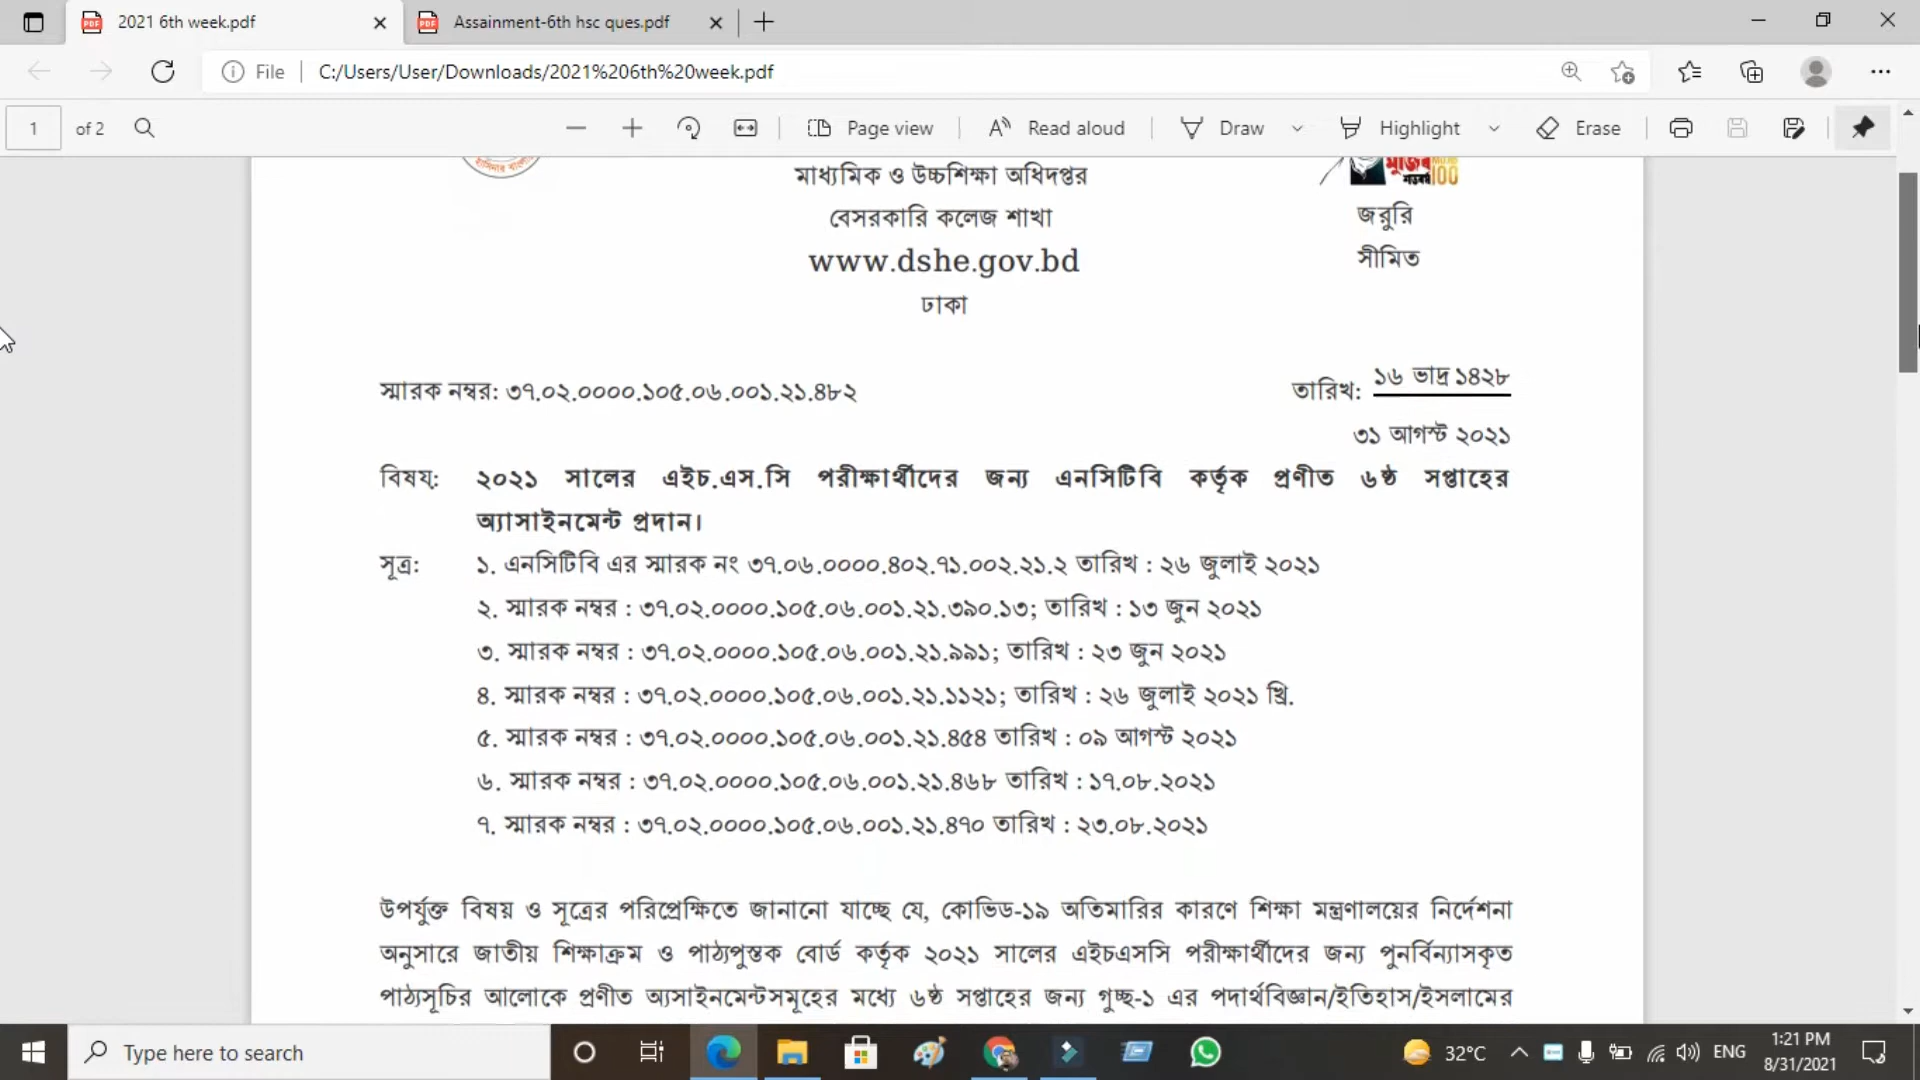 2021 6th week.pdf
Assainment-6th hsc ques.pdf
File
C:/Users/User/Downloads/2021%206th%20week.pdf
1 of 2
Page view
Read aloud
Draw
Highlight
Erase
মাধ্যমিক ও উচ্চশিক্ষা অধিদপ্তর
মুজিব শতবর্ষ 100
বেসরকারি কলেজ শাখা
জরুরি
www.dshe.gov.bd
সীমিত
ঢাকা
স্মারক নম্বর: ৩৭.০২.০০০০.১০৫.০৬.০০১.২১.৪৮২
তারিখ: ১৬ ভাদ্র ১৪২৮
৩১ আগস্ট ২০২১
বিষয়: ২০২১ সালের এইচ.এস.সি পরীক্ষার্থীদের জন্য এনসিটিবি কর্তৃক প্রণীত ৬ষ্ঠ সপ্তাহের
অ্যাসাইনমেন্ট প্রদান।
সূত্র: ১. এনসিটিবি এর স্মারক নং ৩৭.০৬.০০০০.৪০২.৭১.০০২.২১.২ তারিখ : ২৬ জুলাই ২০২১
২. স্মারক নম্বর : ৩৭.০২.০০০০.১০৫.০৬.০০১.২১.৩৯০.১৩; তারিখ : ১৩ জুন ২০২১
৩. স্মারক নম্বর : ৩৭.০২.০০০০.১০৫.০৬.০০১.২১.৯৯১; তারিখ : ২৩ জুন ২০২১
৪. স্মারক নম্বর : ৩৭.০২.০০০০.১০৫.০৬.০০১.২১.১১২১; তারিখ : ২৬ জুলাই ২০২১ খ্রি.
৫. স্মারক নম্বর : ৩৭.০২.০০০০.১০৫.০৬.০০১.২১.৪৫৪ তারিখ : ০৯ আগস্ট ২০২১
৬. স্মারক নম্বর : ৩৭.০২.০০০০.১০৫.০৬.০০১.২১.৪৬৮ তারিখ : ১৭.০৮.২০২১
৭. স্মারক নম্বর : ৩৭.০২.০০০০.১০৫.০৬.০০১.২১.৪৭০ তারিখ : ২৩.০৮.২০২১
উপর্যুক্ত বিষয় ও সূত্রের পরিপ্রেক্ষিতে জানানো যাচ্ছে যে, কোভিড-১৯ অতিমারির কারণে শিক্ষা মন্ত্রণালয়ের নির্দেশনা
অনুসারে জাতীয় শিক্ষাক্রম ও পাঠ্যপুস্তক বোর্ড কর্তৃক ২০২১ সালের এইচএসসি পরীক্ষার্থীদের জন্য পুনর্বিন্যাসকৃত
পাঠ্যসূচির আলোকে প্রণীত অ্যসাইনমেন্টসমূহের মধ্যে ৬ষ্ঠ সপ্তাহের জন্য গুচ্ছ-১ এর পদার্থবিজ্ঞান/ইতিহাস/ইসলামের
Type here to search
32°C
ENG
1:21 PM
8/31/2021